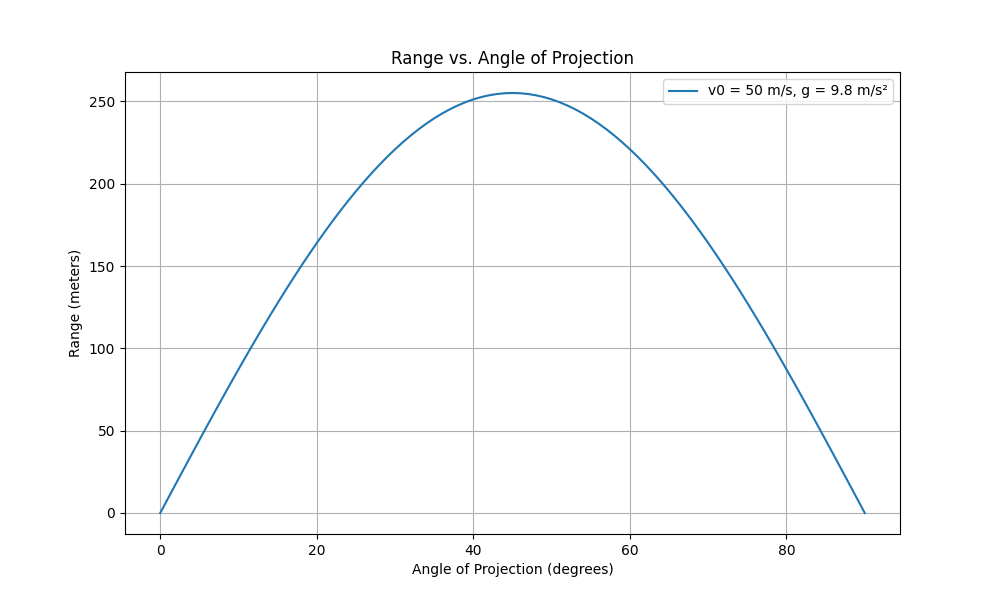 Range vs. Angle of Projection
v0 = 50 m/s, g = 9.8 m/s²
Range (meters)
250
200
150
100
50
0
0 20 40 60 80
Angle of Projection (degrees)